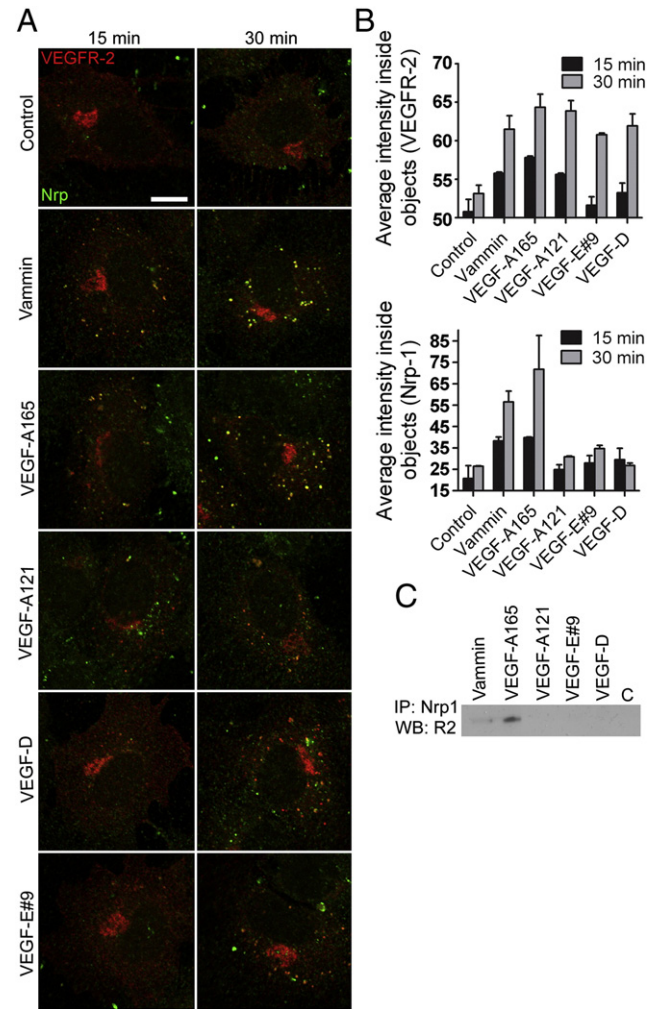 A
15 min 30 min
VEGFR-2
Nrp
Control
Vammin
VEGF-A165
VEGF-A121
VEGF-D
VEGF-E#9
B
Average intensity inside
objects (VEGFR-2)
70
65
60
55
50
15 min
30 min
Control
Vammin
VEGF-A165
VEGF-A121
VEGF-E#9
VEGF-D
Average intensity inside
objects (Nrp-1)
85
75
65
55
45
35
25
15
15 min
30 min
Control
Vammin
VEGF-A165
VEGF-A121
VEGF-E#9
VEGF-D
C
Vammin
VEGF-A165
VEGF-A121
VEGF-E#9
VEGF-D
C
IP: Nrp1
WB: R2